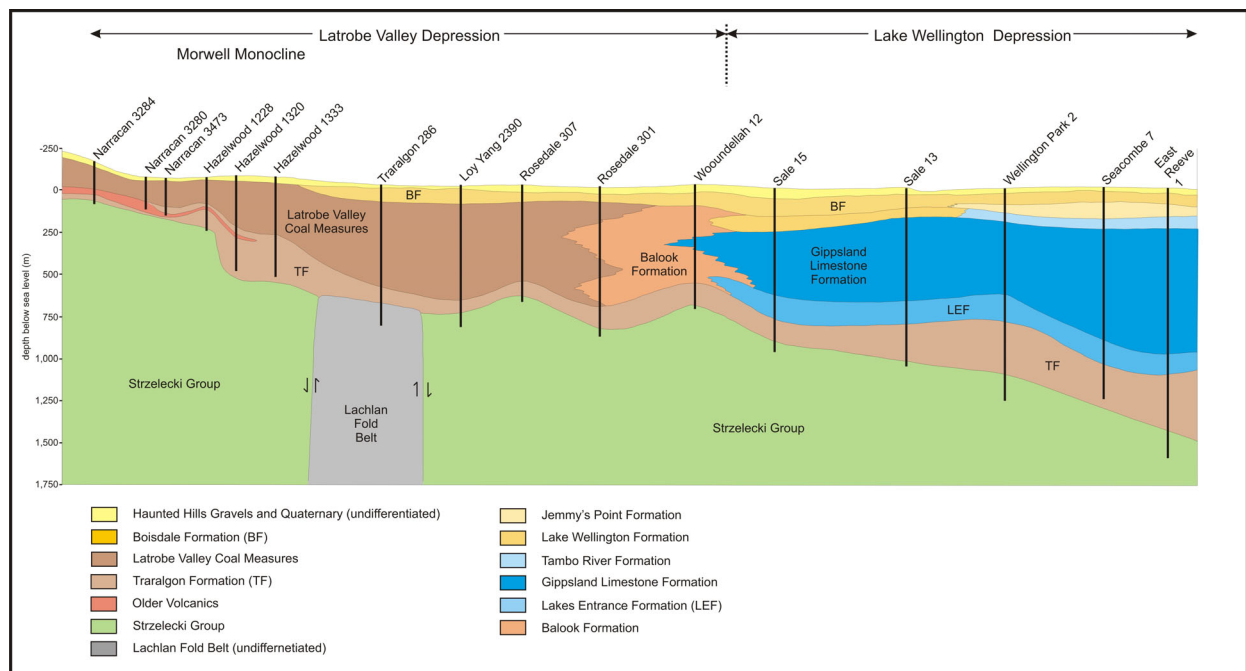 Latrobe Valley Depression
Lake Wellington Depression
Morwell Monocline
Narracan 3284
Narracan 3280
Narracan 3473
Hazelwood 1228
Hazelwood 1320
Hazelwood 1333
Traralgon 286
Loy Yang 2390
Rosedale 307
Rosedale 301
Wooundellah 12
Sale 15
Sale 13
Wellington Park 2
Seacombe 7
East
Reeve
1
depth below sea level (m)
-250
0
250
500
750
1,000
1,250
1,500
1,750
BF
BF
Latrobe Valley
Coal Measures
TF
Balook
Formation
Gippsland
Limestone
Formation
LEF
TF
Strzelecki Group
Lachlan
Fold
Belt
Strzelecki Group
Haunted Hills Gravels and Quaternary (undifferentiated)
Boisdale Formation (BF)
Latrobe Valley Coal Measures
Traralgon Formation (TF)
Older Volcanics
Strzelecki Group
Lachlan Fold Belt (undiffernetiated)
Jemmy's Point Formation
Lake Wellington Formation
Tambo River Formation
Gippsland Limestone Formation
Lakes Entrance Formation (LEF)
Balook Formation